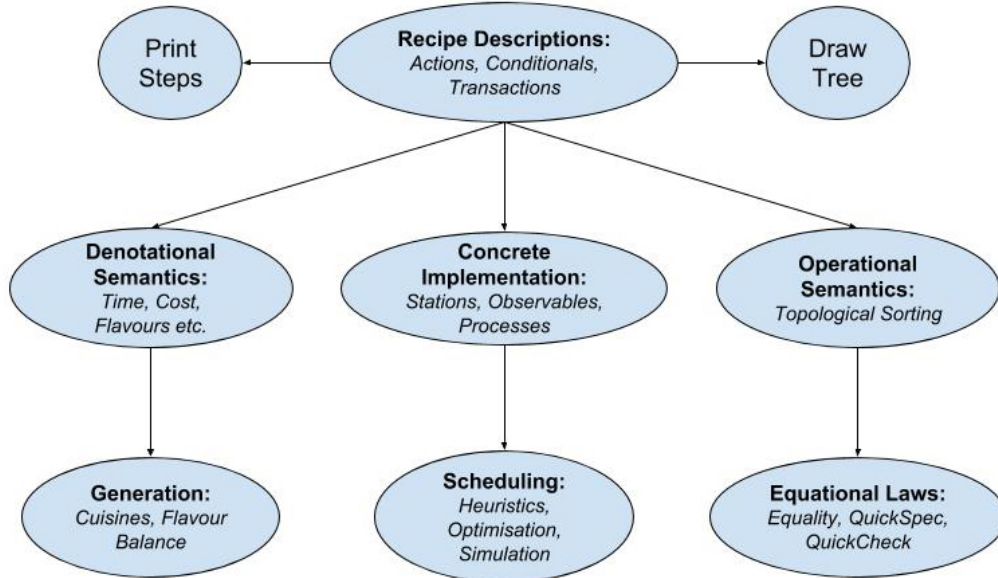 Print
Steps
Recipe Descriptions:
Actions, Conditionals,
Transactions
Draw
Tree
Denotational
Semantics:
Time, Cost,
Flavours etc.
Concrete
Implementation:
Stations, Observables,
Processes
Operational
Semantics:
Topological Sorting
Generation:
Cuisines, Flavour
Balance
Scheduling:
Heuristics,
Optimisation,
Simulation
Equational Laws:
Equality, QuickSpec,
QuickCheck